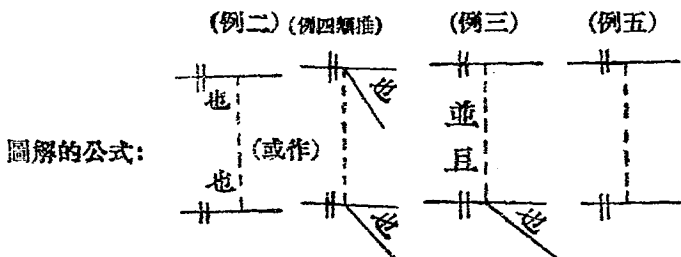 (例二) (例四類推) (例三) (例五)
也 也
並
圖解的公式: (或作)
且
也
也 也